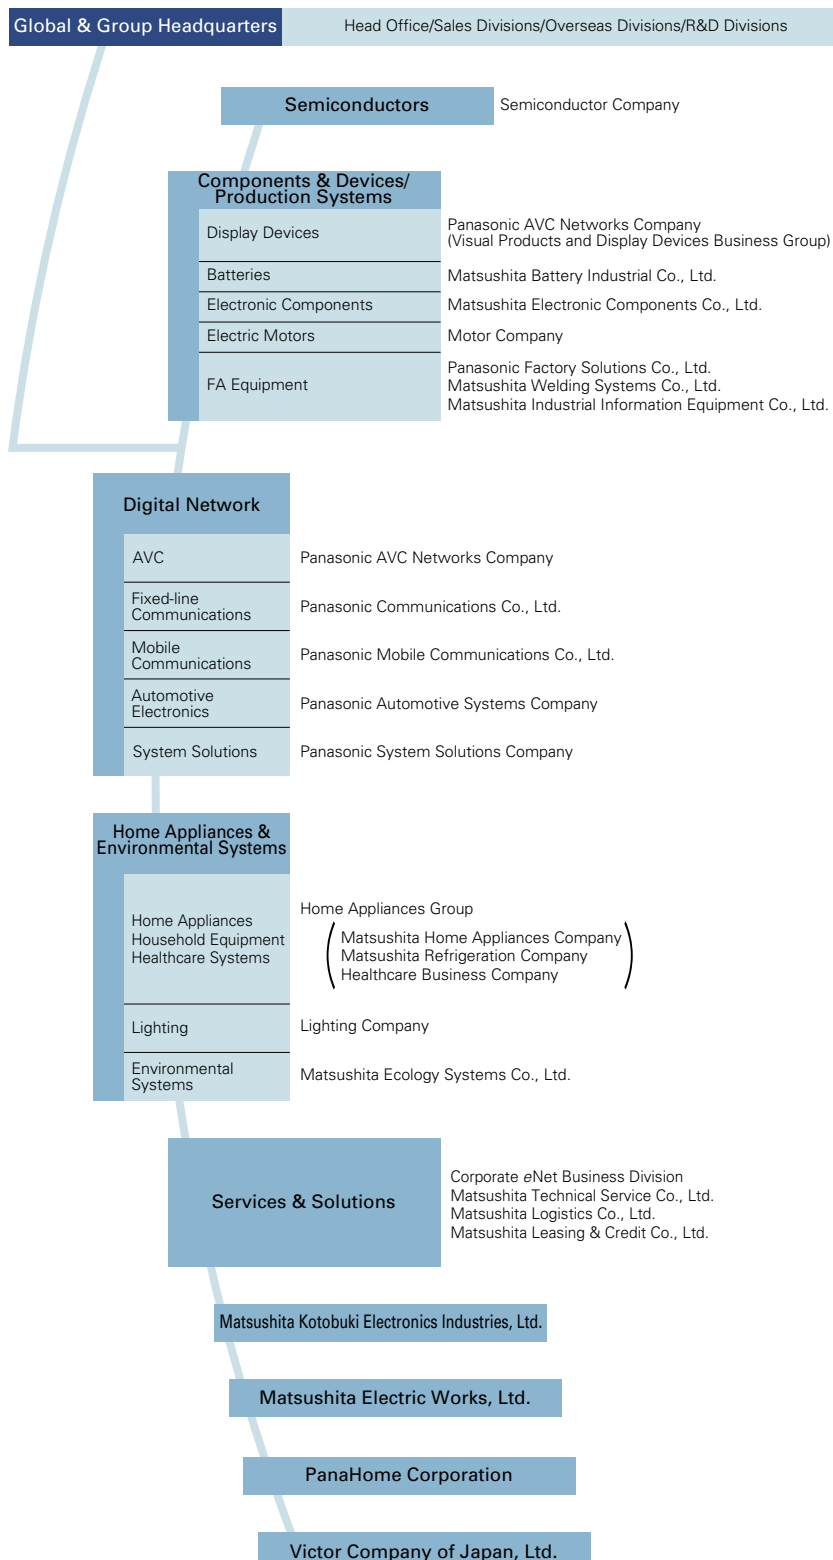 Global & Group Headquarters
Head Office/Sales Divisions/Overseas Divisions/R&D Divisions
Semiconductors
Semiconductor Company
Components & Devices/
Production Systems
Display Devices
Panasonic AVC Networks Company
(Visual Products and Display Devices Business Group)
Batteries
Matsushita Battery Industrial Co., Ltd.
Electronic Components
Matsushita Electronic Components Co., Ltd.
Electric Motors
Motor Company
FA Equipment
Panasonic Factory Solutions Co., Ltd.
Matsushita Welding Systems Co., Ltd.
Matsushita Industrial Information Equipment Co., Ltd.
Digital Network
AVC
Panasonic AVC Networks Company
Fixed-line
Communications
Panasonic Communications Co., Ltd.
Mobile
Communications
Panasonic Mobile Communications Co., Ltd.
Automotive
Electronics
Panasonic Automotive Systems Company
System Solutions
Panasonic System Solutions Company
Home Appliances &
Environmental Systems
Home Appliances
Household Equipment
Healthcare Systems
Home Appliances Group
(Matsushita Home Appliances Company
Matsushita Refrigeration Company
Healthcare Business Company)
Lighting
Lighting Company
Environmental
Systems
Matsushita Ecology Systems Co., Ltd.
Services & Solutions
Corporate eNet Business Division
Matsushita Technical Service Co., Ltd.
Matsushita Logistics Co., Ltd.
Matsushita Leasing & Credit Co., Ltd.
Matsushita Kotobuki Electronics Industries, Ltd.
Matsushita Electric Works, Ltd.
PanaHome Corporation
Victor Company of Japan, Ltd.